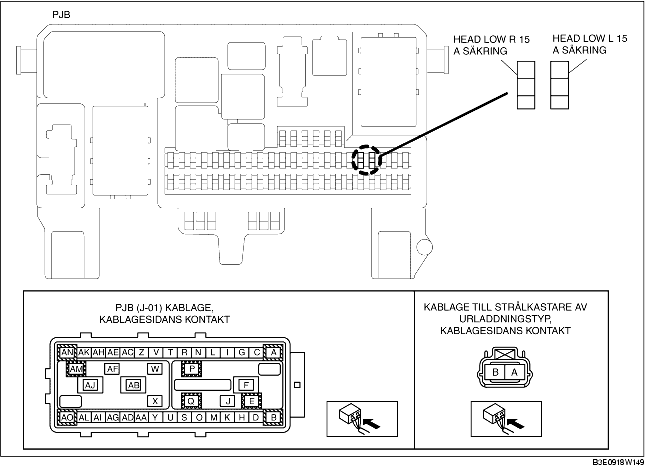 PJB
HEAD LOW R 15
A SÄKRING
HEAD LOW L 15
A SÄKRING
PJB (J-01) KABLAGE,
KABLAGESIDANS KONTAKT
AN AK AH AE AC Z V T R N L I G C A
AM AF W P
AJ AB F
X Q J E
AO AL AI AG AD AA Y U S O M K H D B
KABLAGE TILL STRÅLKASTARE AV
URLADDNINGSTYP,
KABLAGESIDANS KONTAKT
B A
B3E0918W149